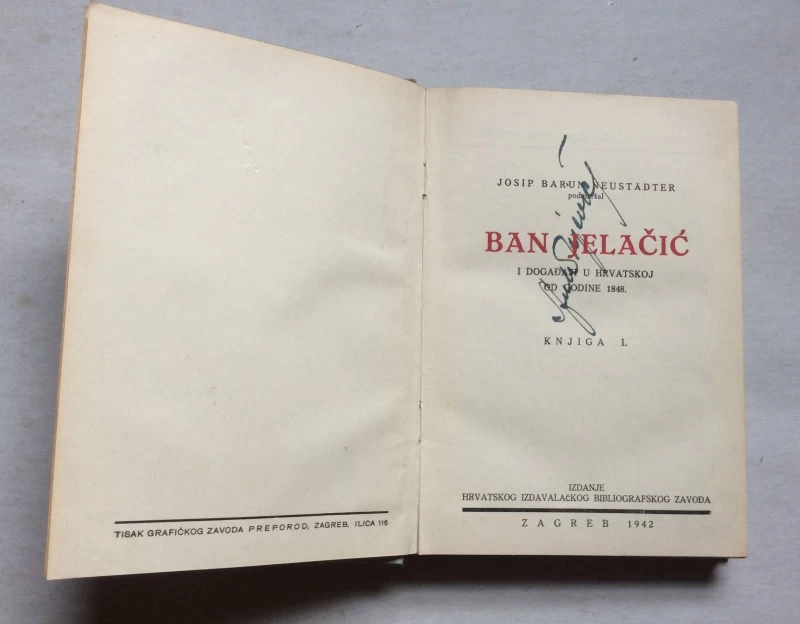 TISAK GRAFIČKOG ZAVODA PREPOROD, ZAGREB, ILICA 116
JOSIP BARUN NEUSTÄDTER
podmaršal
BAN JELAČIĆ
I DOGAĐAJI U HRVATSKOJ
OD GODINE 1848.
KNJIGA I.
IZDANJE
HRVATSKOG IZDAVALAČKOG BIBLIOGRAFSKOG ZAVODA
ZAGREB 1942